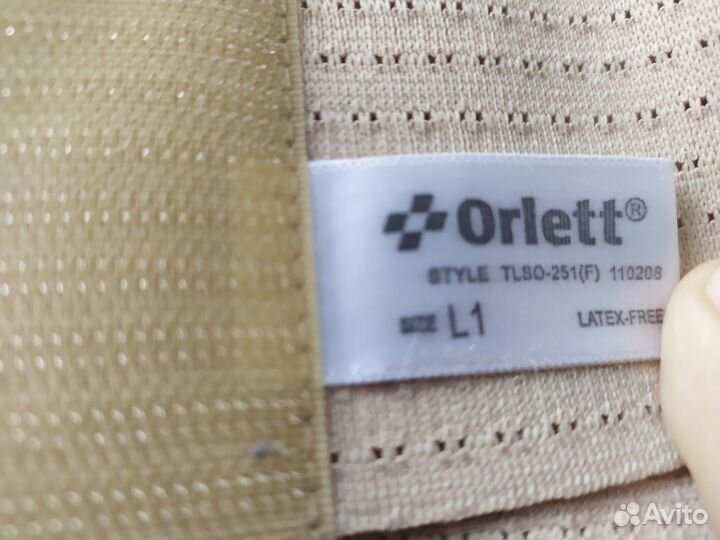 Orlett®
STYLE TLSO-251(F) 110208
SIZE L1
LATEX-FREE
Avito